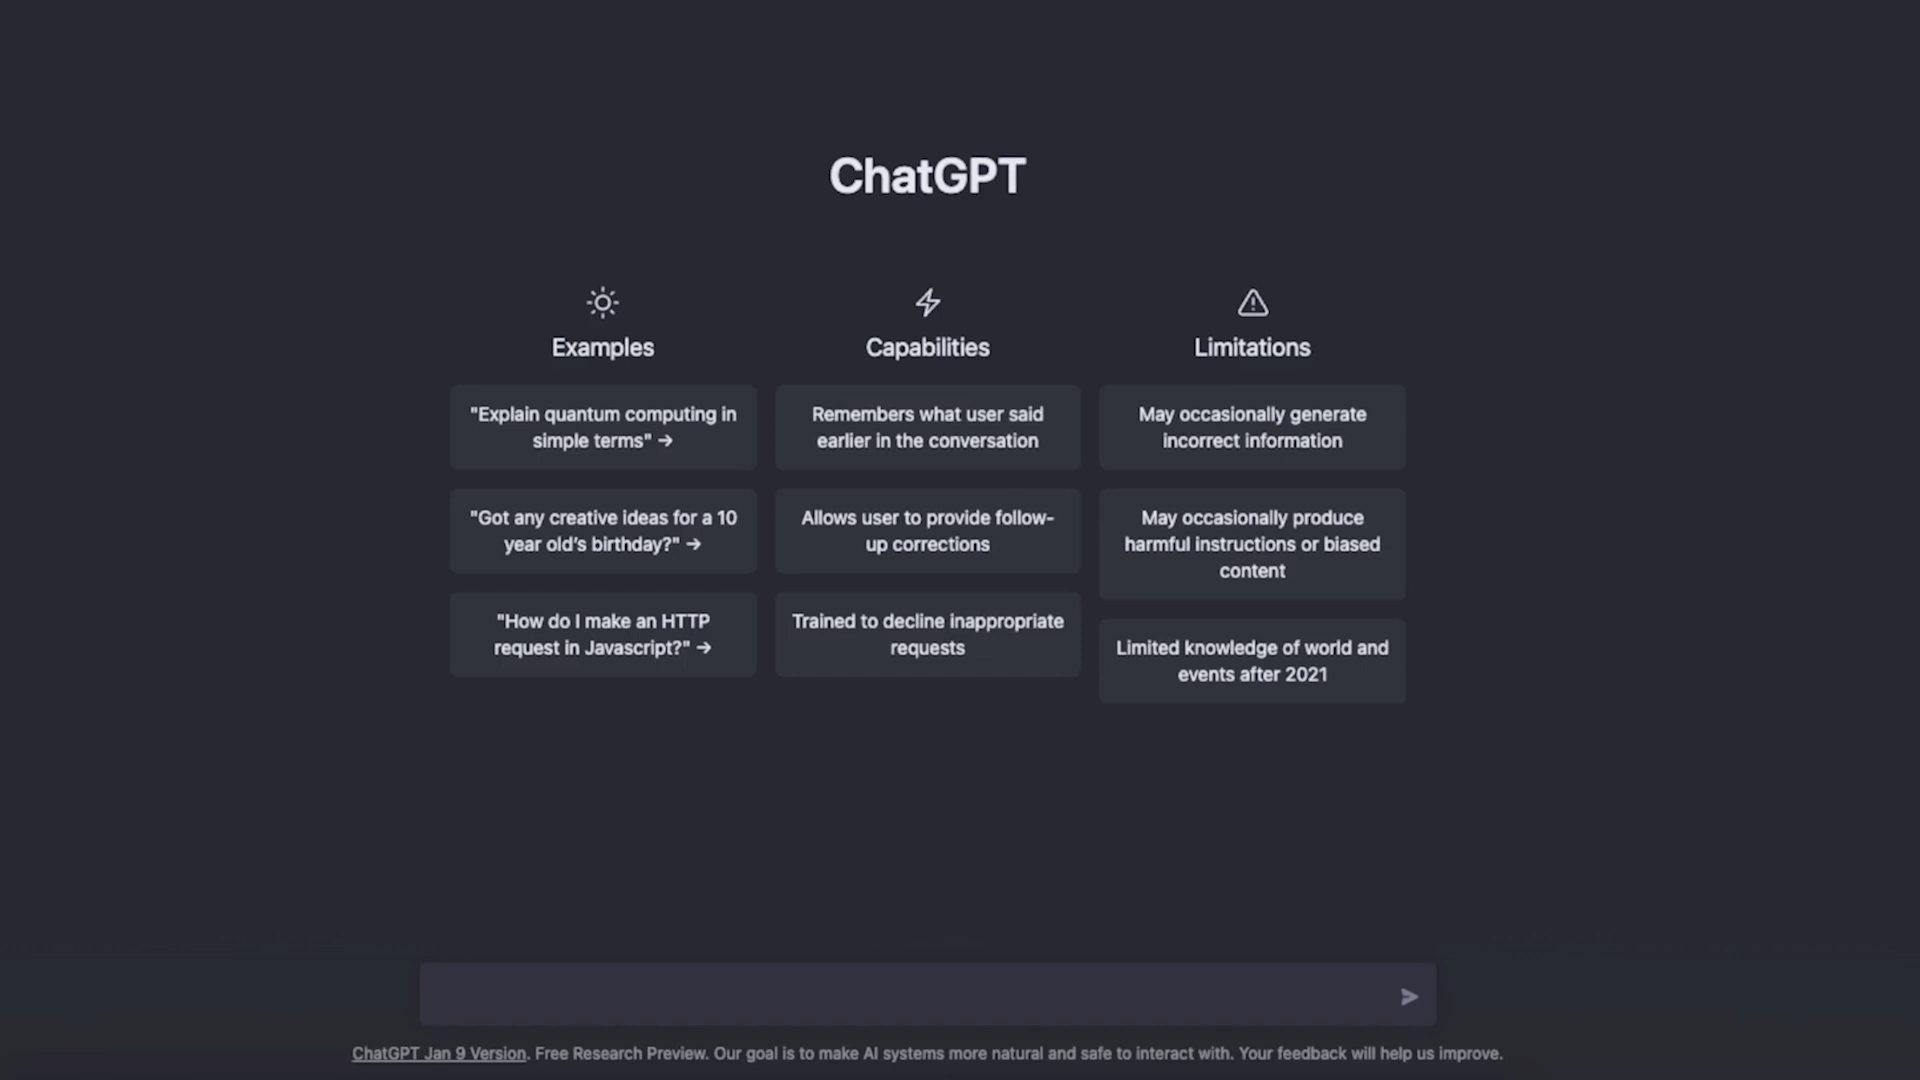 ChatGPT
Examples
"Explain quantum computing in
simple terms" →
"Got any creative ideas for a 10
year old's birthday?" →
"How do I make an HTTP
request in Javascript?" →
Capabilities
Remembers what user said
earlier in the conversation
Allows user to provide follow-
up corrections
Trained to decline inappropriate
requests
Limitations
May occasionally generate
incorrect information
May occasionally produce
harmful instructions or biased
content
Limited knowledge of world and
events after 2021
ChatGPT Jan 9 Version. Free Research Preview. Our goal is to make AI systems more natural and safe to interact with. Your feedback will help us improve.